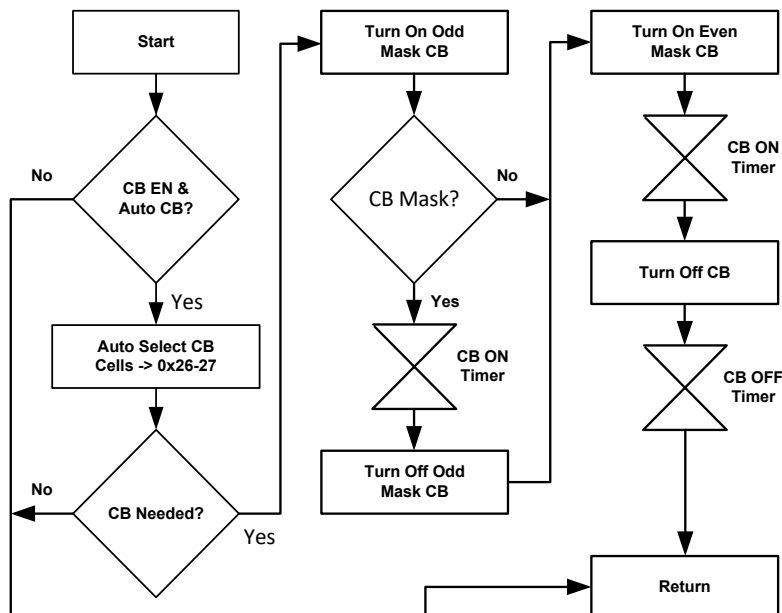 Start
No
CB EN &
Auto CB?
Yes
Auto Select CB
Cells -> 0x26-27
No
CB Needed?
Yes
Turn On Odd
Mask CB
CB Mask?
No
Yes
CB ON
Timer
Turn Off Odd
Mask CB
Turn On Even
Mask CB
CB ON
Timer
Turn Off CB
CB OFF
Timer
Return